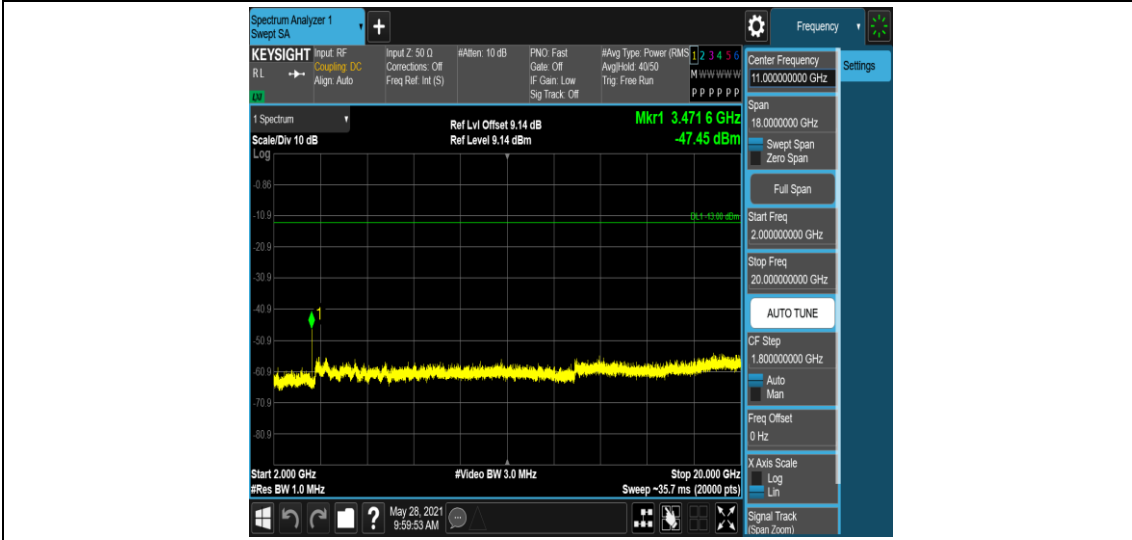 Spectrum Analyzer 1
Swept SA
+
Frequency
KEYSIGHT
RL
Input: RF
Coupling: DC
Align: Auto
Input Z: 50 Ω
Corrections: Off
Freq Ref: Int (S)
#Atten: 10 dB
PNO: Fast
Gate: Off
IF Gain: Low
Sig Track: Off
#Avg Type: Power (RMS
Avg|Hold: 40/50
Trig: Free Run
1 2 3 4 5 6
M W W W W W
P P P P P P
1 Spectrum
Scale/Div 10 dB
Log
Ref Lvl Offset 9.14 dB
Ref Level 9.14 dBm
Mkr1 3.471 6 GHz
-47.45 dBm
-0.86
-10.9
DL1 -13.00 dBm
-20.9
-30.9
-40.9
1
-50.9
-60.9
-70.9
-80.9
Start 2.000 GHz
#Res BW 1.0 MHz
#Video BW 3.0 MHz
Stop 20.000 GHz
Sweep ~35.7 ms (20000 pts)
?
May 28, 2021
9:59:53 AM
Center Frequency
11.000000000 GHz
Settings
Span
18.0000000 GHz
Swept Span
Zero Span
Full Span
Start Freq
2.000000000 GHz
Stop Freq
20.000000000 GHz
AUTO TUNE
CF Step
1.800000000 GHz
Auto
Man
Freq Offset
0 Hz
X Axis Scale
Log
Lin
Signal Track
(Span Zoom)